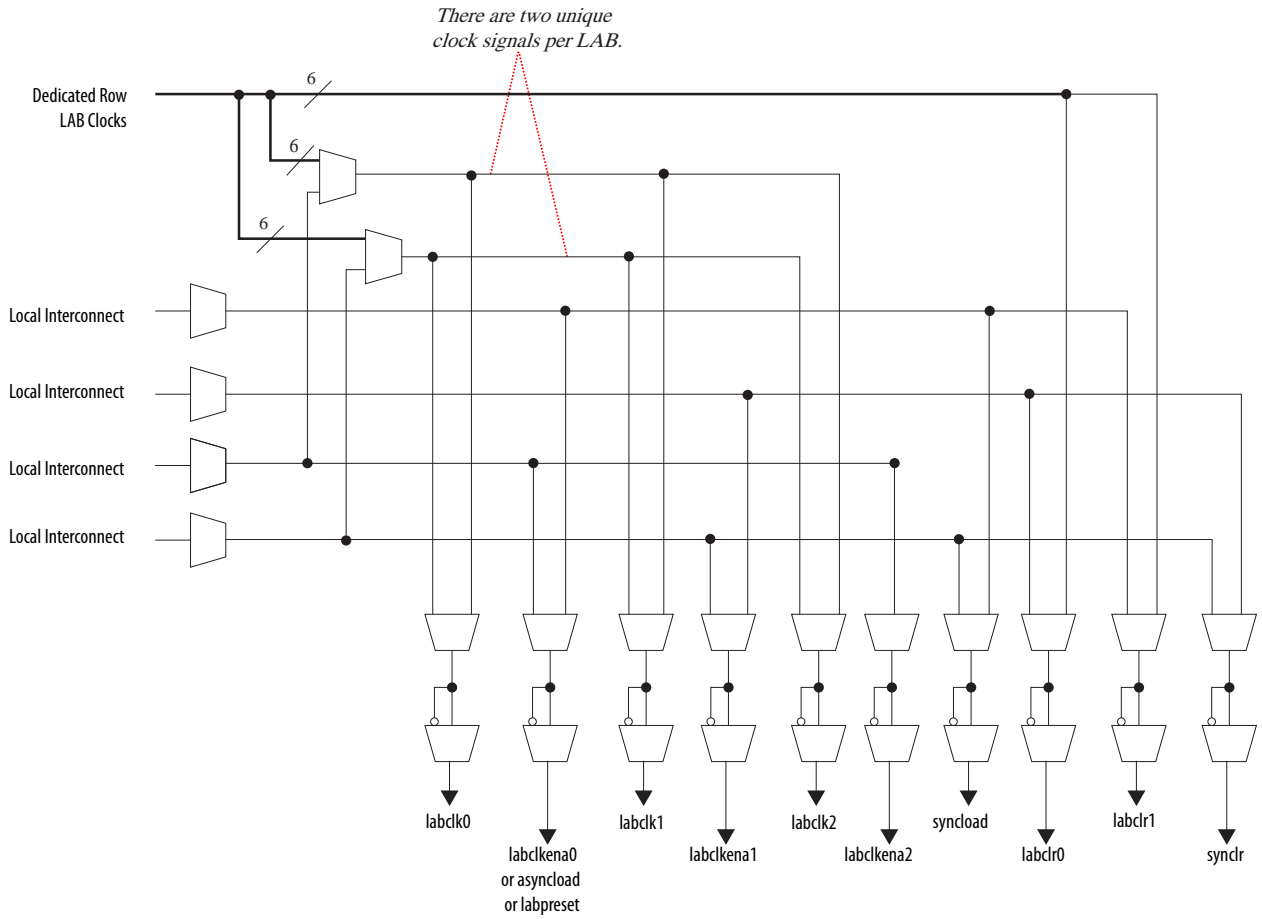 There are two unique
clock signals per LAB.
6
Dedicated Row
LAB Clocks
6
6
Local Interconnect
Local Interconnect
Local Interconnect
Local Interconnect
labclk0
labclk1
labclk2
syncload
labclr1
labclkena0
or asyncload
or labpreset
labclkena1
labclkena2
labclr0
synclr